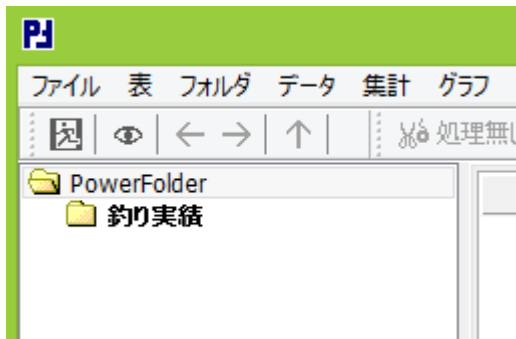 ファイル 表 フォルダ データ 集計 グラフ
処理無し
PowerFolder
釣り実績